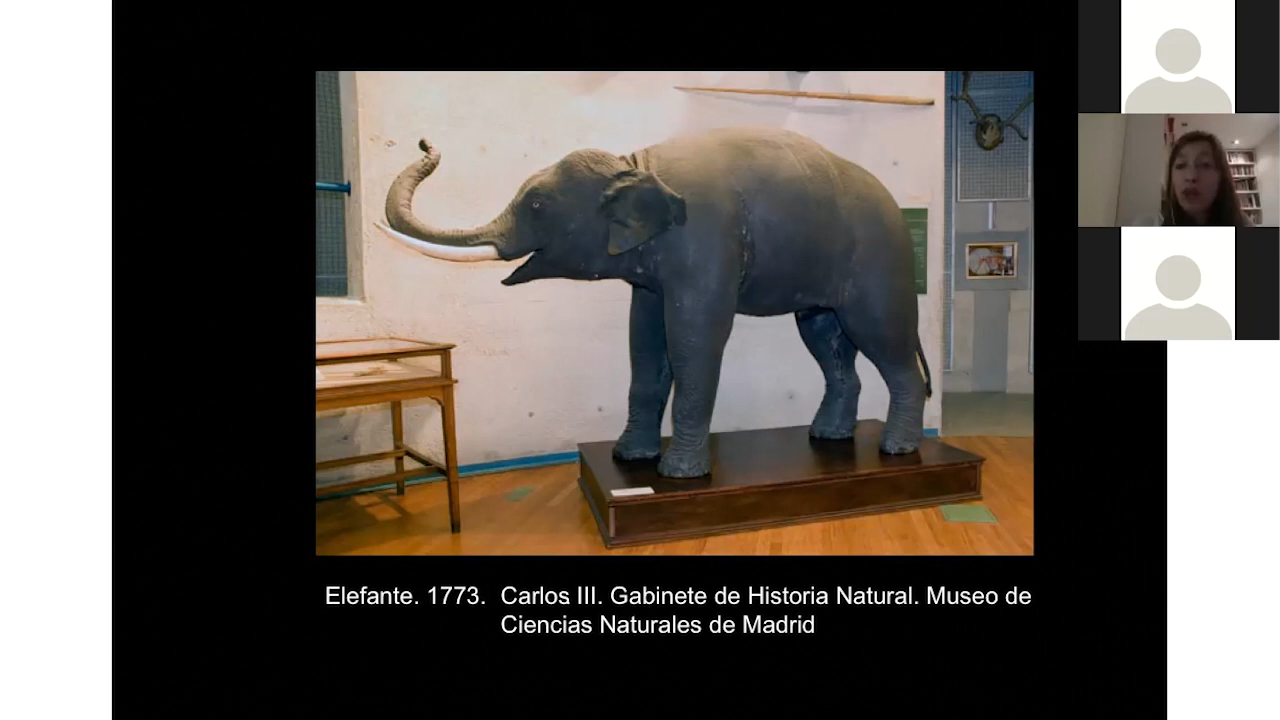 Elefante. 1773.  Carlos III. Gabinete de Historia Natural. Museo de
Ciencias Naturales de Madrid